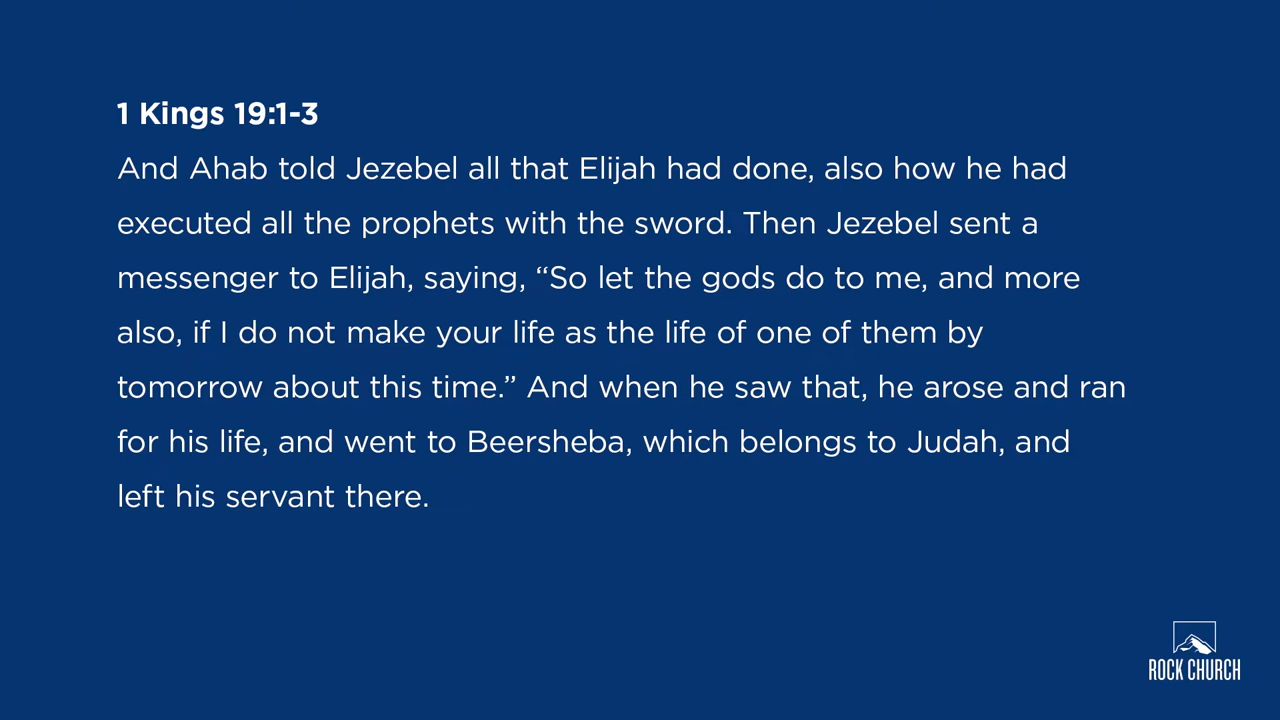 1 Kings 19:1-3
And Ahab told Jezebel all that Elijah had done, also how he had
executed all the prophets with the sword. Then Jezebel sent a
messenger to Elijah, saying, “So let the gods do to me, and more
also, if I do not make your life as the life of one of them by
tomorrow about this time.” And when he saw that, he arose and ran
for his life, and went to Beersheba, which belongs to Judah, and
left his servant there.
ROCK CHURCH